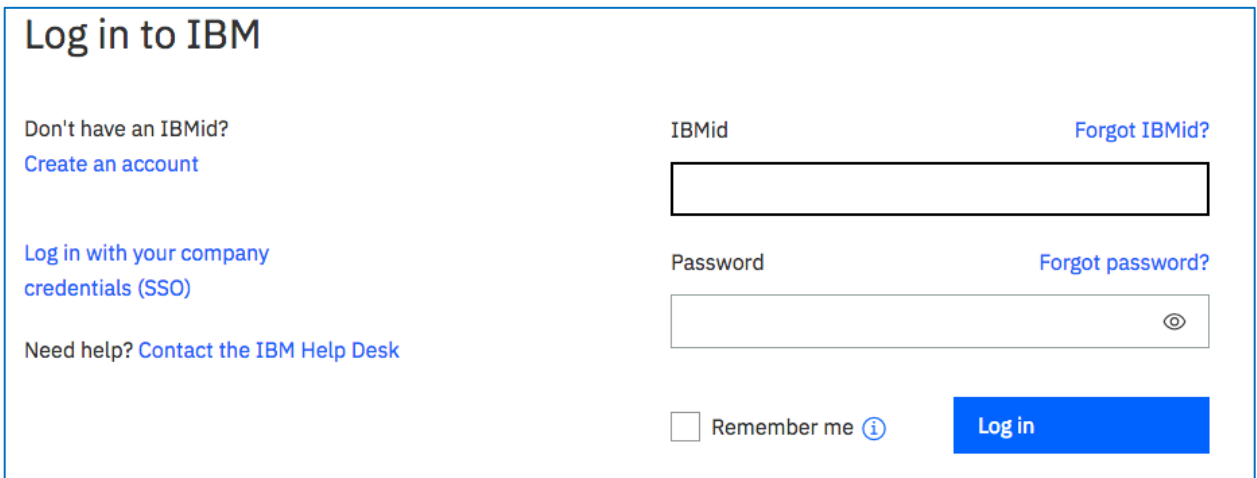 Log in to IBM
Don't have an IBMid?
Create an account
Log in with your company
credentials (SSO)
Need help? Contact the IBM Help Desk
IBMid
Forgot IBMid?
Password
Forgot password?
Remember me
Log in